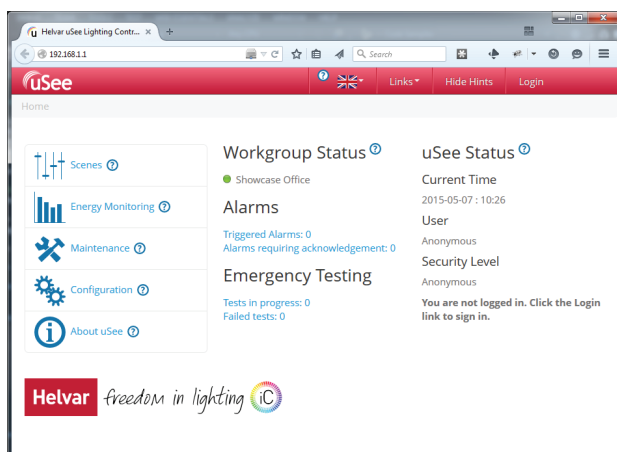 Helvar uSee Lighting Contr...
192.168.1.1
Search
uSee
Links
Hide Hints
Login
Home
Scenes
Energy Monitoring
Maintenance
Configuration
About uSee
Workgroup Status
Showcase Office
Alarms
Triggered Alarms: 0
Alarms requiring acknowledgement: 0
Emergency Testing
Tests in progress: 0
Failed tests: 0
uSee Status
Current Time
2015-05-07 : 10:26
User
Anonymous
Security Level
Anonymous
You are not logged in. Click the Login
link to sign in.
Helvar freedom in lighting iC